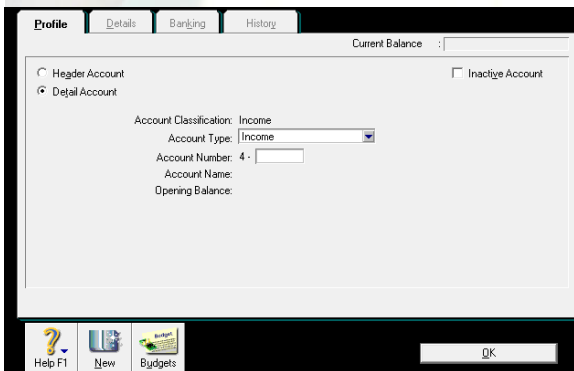 Profile Details Banking History
Current Balance :
Header Account Inactive Account
Detail Account
Account Classification: Income
Account Type: Income
Account Number: 4 -
Account Name:
Opening Balance:
Budget
Help F1 New Budgets OK